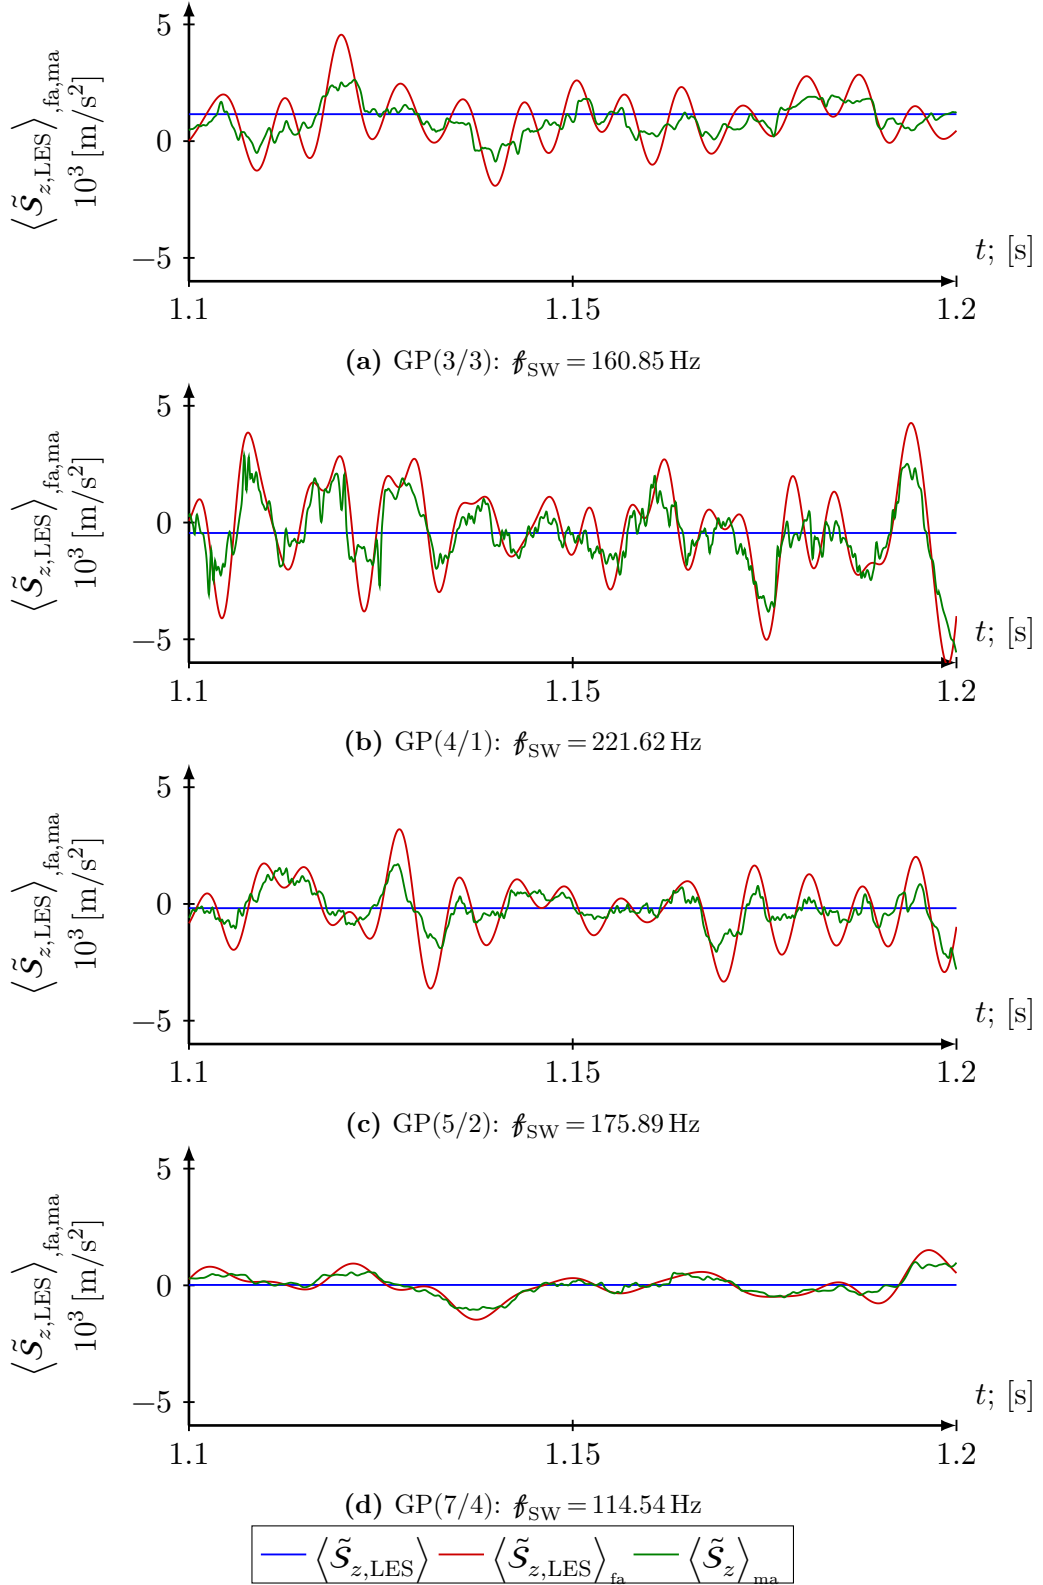 5
0
−5
⟨S̃z,LES⟩,fa,ma
10³ [m/s²]
t; [s]
1.1 1.15 1.2
(a) GP(3/3): fSW = 160.85 Hz
5
0
−5
⟨S̃z,LES⟩,fa,ma
10³ [m/s²]
t; [s]
1.1 1.15 1.2
(b) GP(4/1): fSW = 221.62 Hz
5
0
−5
⟨S̃z,LES⟩,fa,ma
10³ [m/s²]
t; [s]
1.1 1.15 1.2
(c) GP(5/2): fSW = 175.89 Hz
5
0
−5
⟨S̃z,LES⟩,fa,ma
10³ [m/s²]
t; [s]
1.1 1.15 1.2
(d) GP(7/4): fSW = 114.54 Hz
⟨S̃z,LES⟩ ⟨S̃z,LES⟩fa ⟨S̃z⟩ma